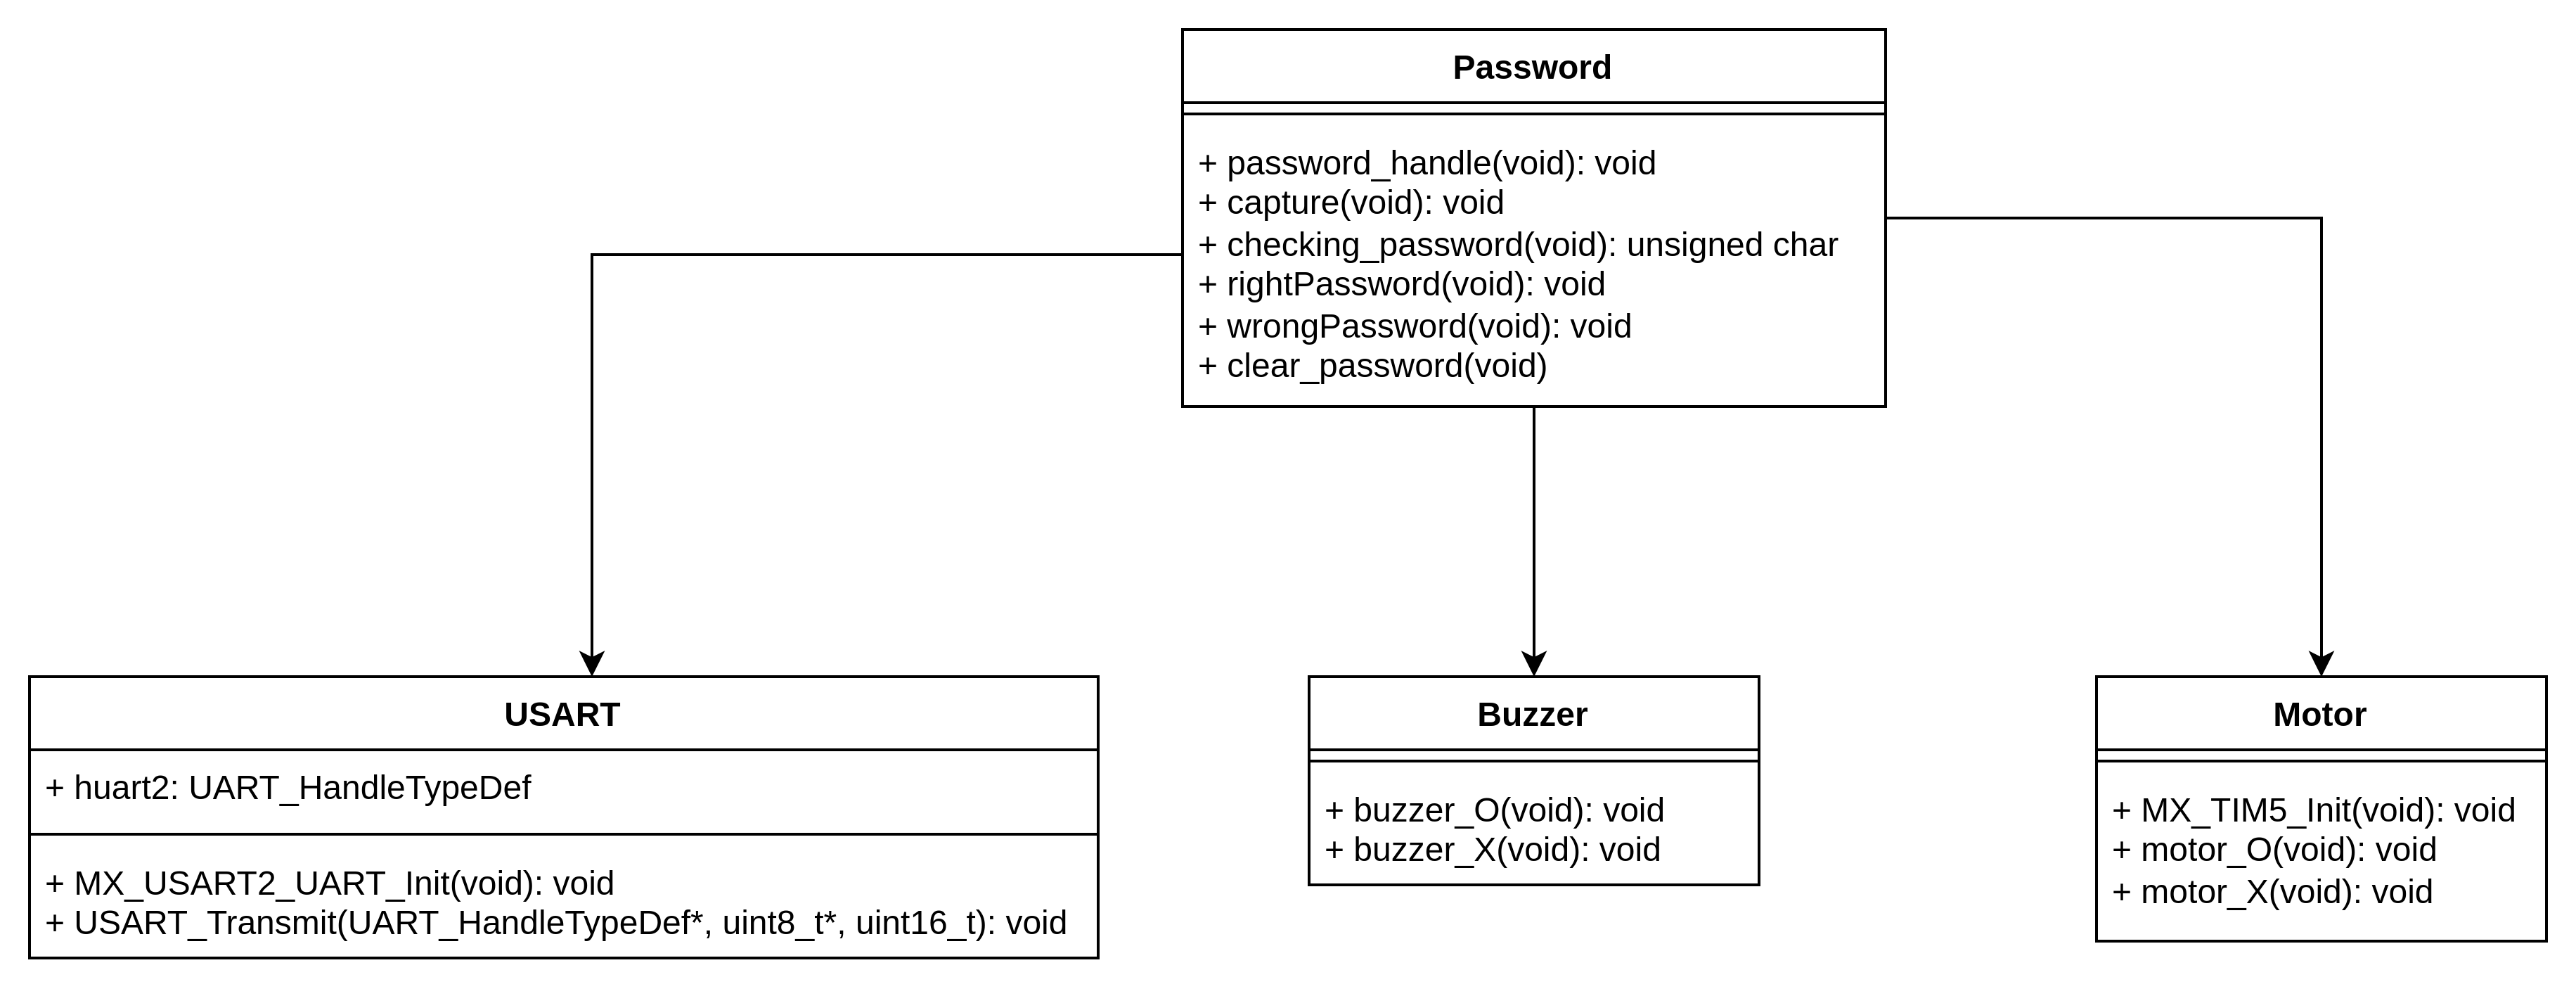 Password
+ password_handle(void): void
+ capture(void): void
+ checking_password(void): unsigned char
+ rightPassword(void): void
+ wrongPassword(void): void
+ clear_password(void)
USART
+ huart2: UART_HandleTypeDef
+ MX_USART2_UART_Init(void): void
+ USART_Transmit(UART_HandleTypeDef*, uint8_t*, uint16_t): void
Buzzer
+ buzzer_O(void): void
+ buzzer_X(void): void
Motor
+ MX_TIM5_Init(void): void
+ motor_O(void): void
+ motor_X(void): void